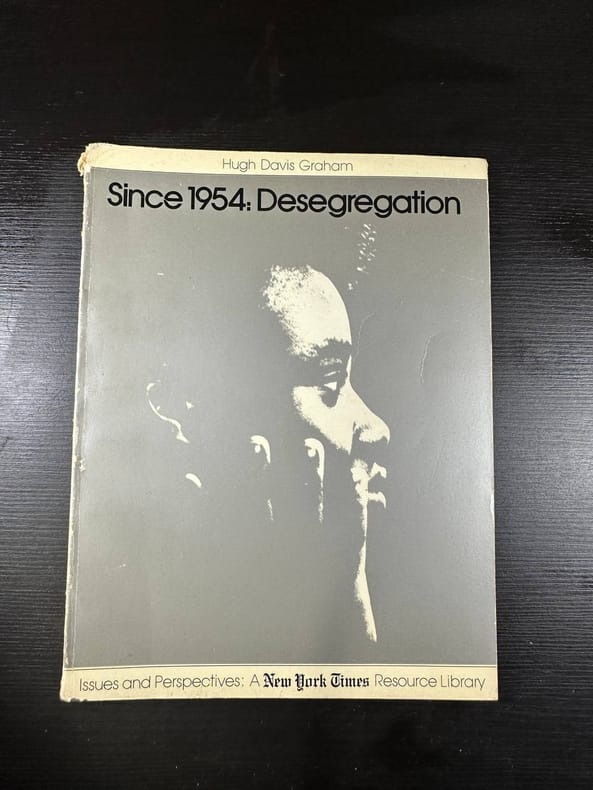 Hugh Davis Graham
Since 1954: Desegregation
Issues and Perspectives: A New York Times Resource Library